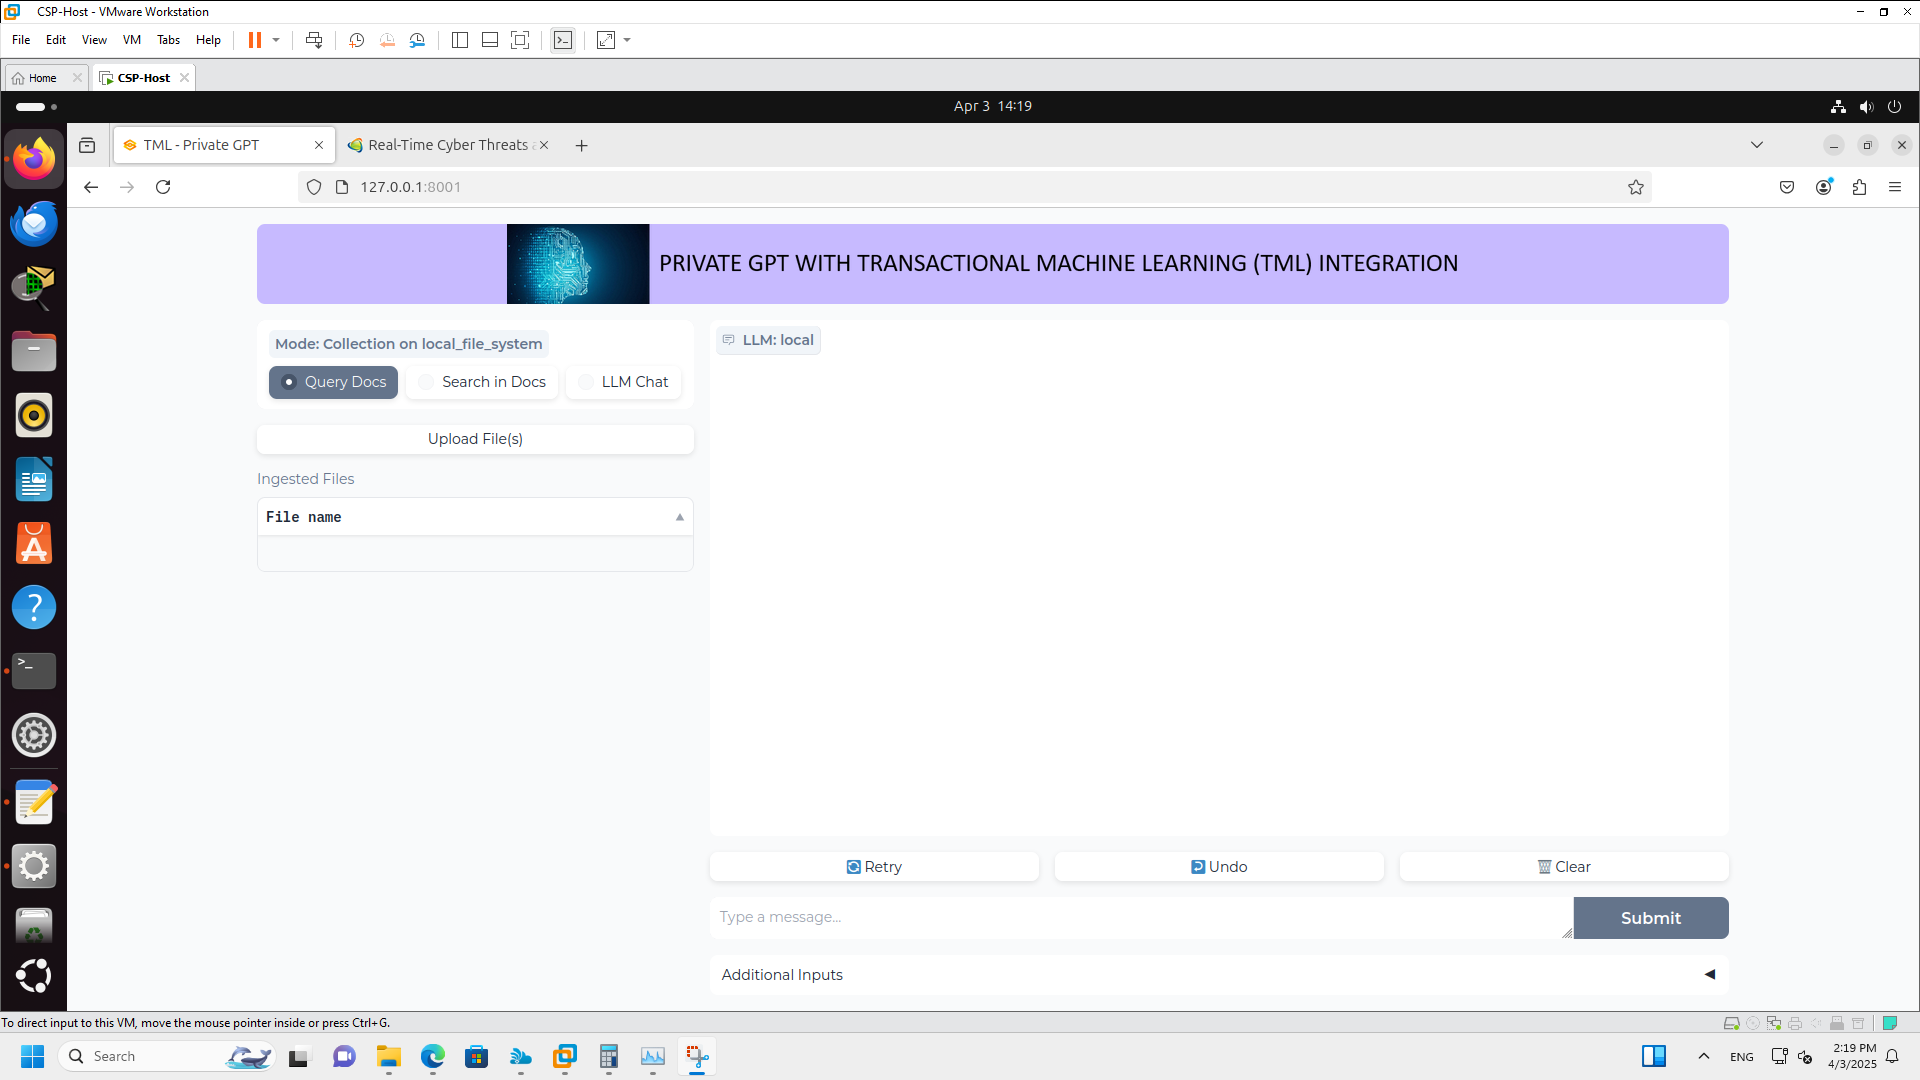 CSP-Host - VMware Workstation
File Edit View VM Tabs Help
Home
CSP-Host
Apr 3 14:19
TML - Private GPT
Real-Time Cyber Threats
127.0.0.1:8001
PRIVATE GPT WITH TRANSACTIONAL MACHINE LEARNING (TML) INTEGRATION
Mode: Collection on local_file_system
Query Docs
Search in Docs
LLM Chat
LLM: local
Upload File(s)
Ingested Files
File name
Retry
Undo
Clear
Type a message...
Submit
Additional Inputs
To direct input to this VM, move the mouse pointer inside or press Ctrl+G.
Search
ENG
2:19 PM
4/3/2025